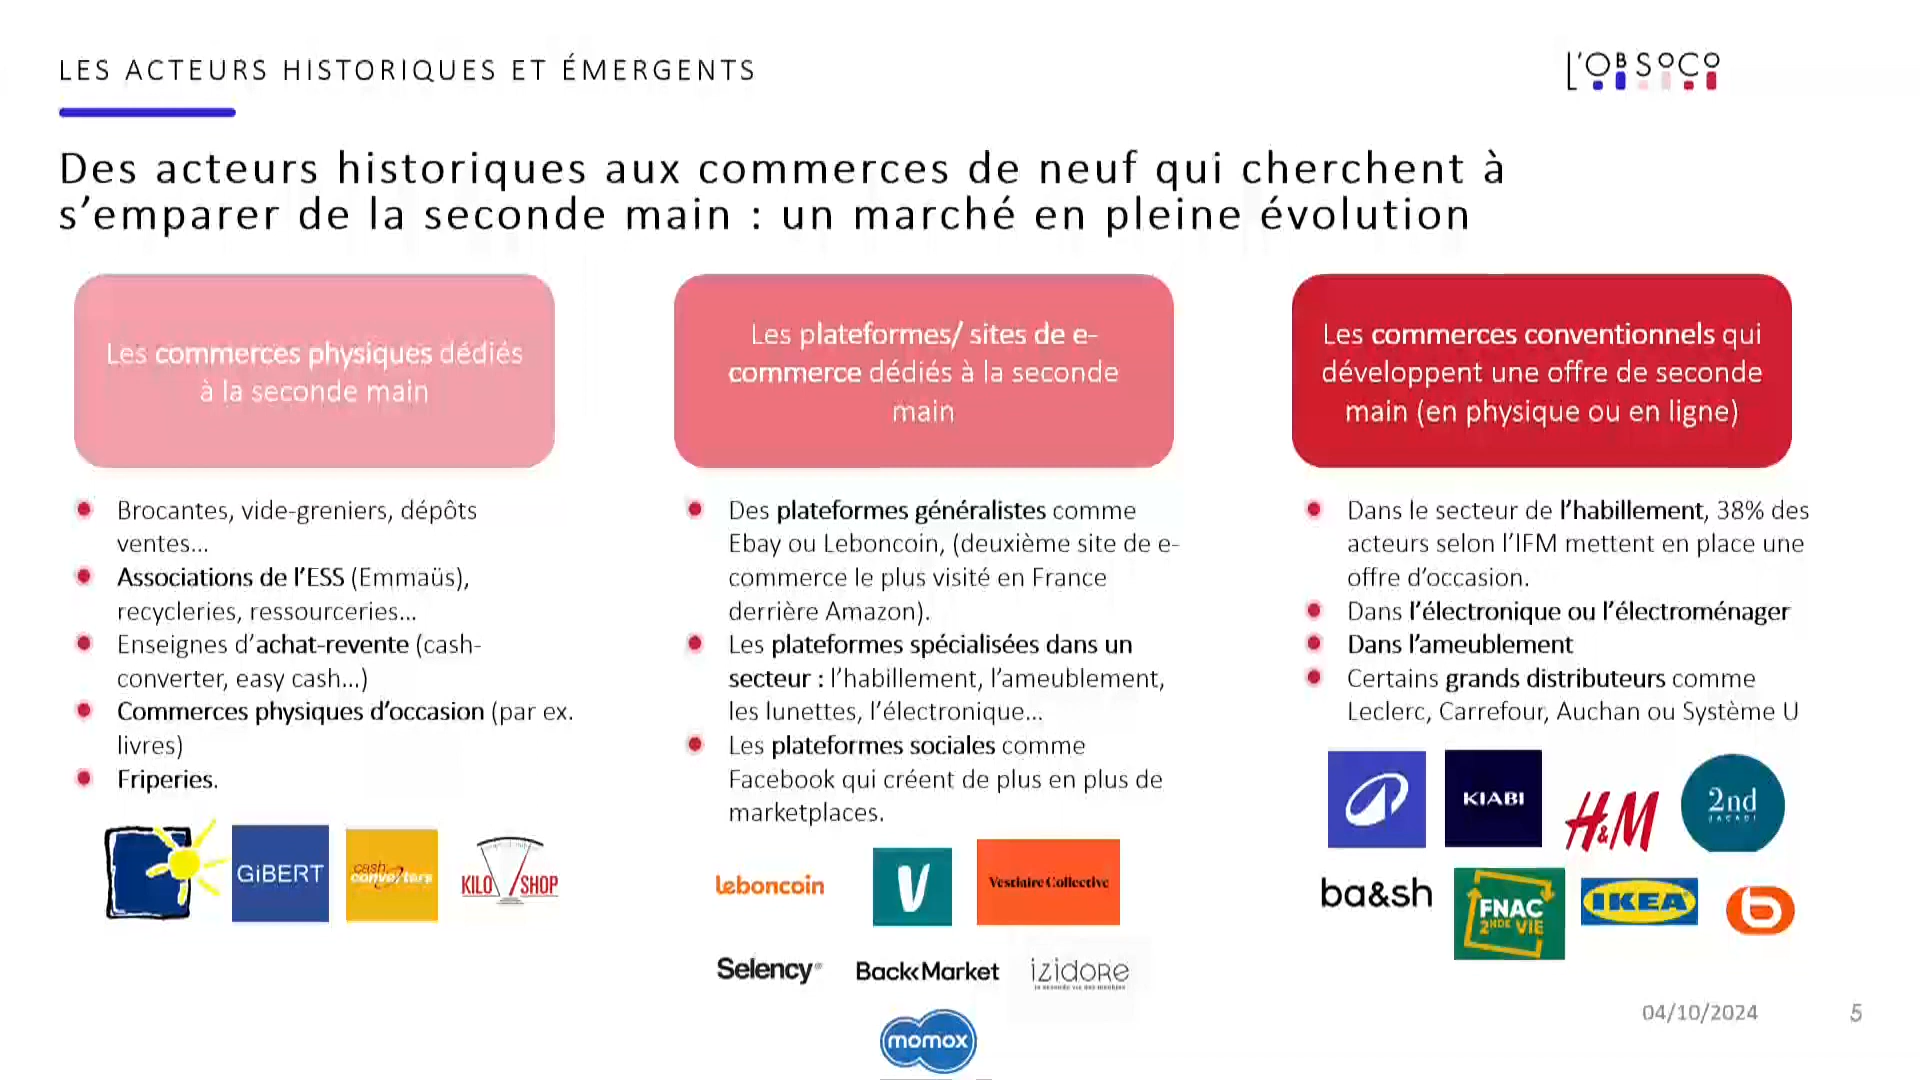 LES ACTEURS HISTORIQUES ET ÉMERGENTS
L'OBSOCO
Des acteurs historiques aux commerces de neuf qui cherchent à
s’emparer de la seconde main : un marché en pleine évolution
Les commerces physiques dédiés
à la seconde main
Brocantes, vide-greniers, dépôts
ventes…
Associations de l’ESS (Emmaüs),
recycleries, ressourceries…
Enseignes d’achat-revente (cash-
converter, easy cash…)
Commerces physiques d’occasion (par ex.
livres)
Friperies.
GiBERT
cash
converters
KILO SHOP
Les plateformes/ sites de e-
commerce dédiés à la seconde
main
Des plateformes généralistes comme
Ebay ou Leboncoin, (deuxième site de e-
commerce le plus visité en France
derrière Amazon).
Les plateformes spécialisées dans un
secteur : l’habillement, l’ameublement,
les lunettes, l’électronique…
Les plateformes sociales comme
Facebook qui créent de plus en plus de
marketplaces.
leboncoin
V
Vestiaire Collective
Selency
Back Market
izidore
momox
Les commerces conventionnels qui
développent une offre de seconde
main (en physique ou en ligne)
Dans le secteur de l’habillement, 38% des
acteurs selon l’IFM mettent en place une
offre d’occasion.
Dans l’électronique ou l’électroménager
Dans l’ameublement
Certains grands distributeurs comme
Leclerc, Carrefour, Auchan ou Système U
KIABI
H&M
2nd
JACADI
ba&sh
FNAC
2NDE VIE
IKEA
b
04/10/2024
5